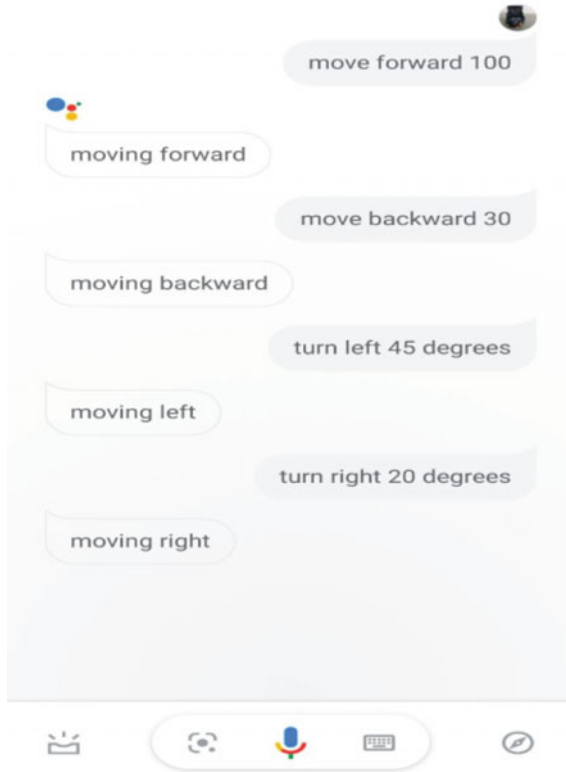 move forward 100
moving forward
move backward 30
moving backward
turn left 45 degrees
moving left
turn right 20 degrees
moving right